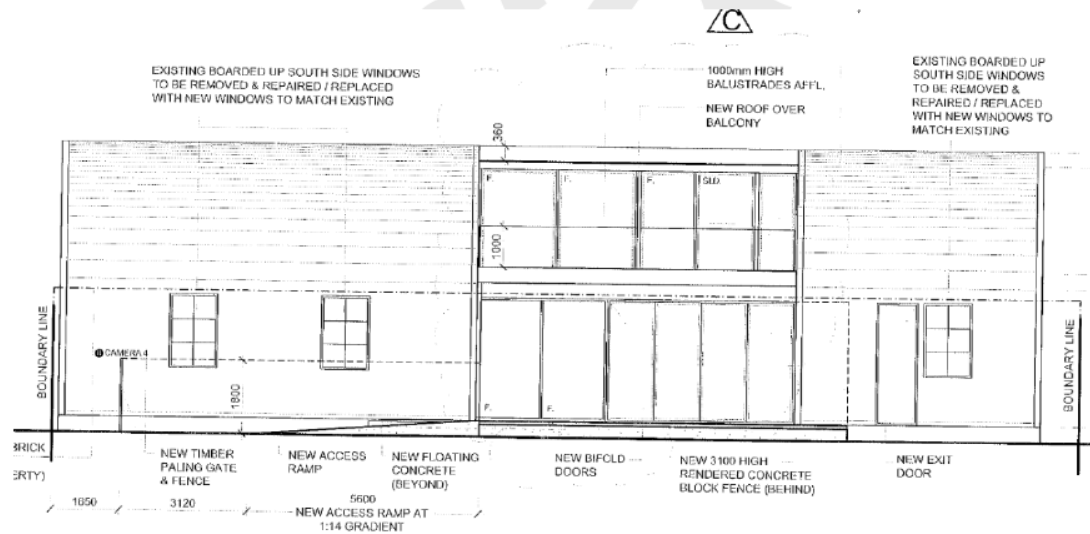 C
EXISTING BOARDED UP SOUTH SIDE WINDOWS
TO BE REMOVED & REPAIRED / REPLACED
WITH NEW WINDOWS TO MATCH EXISTING
1000mm HIGH
BALUSTRADES AFFL.
NEW ROOF OVER
BALCONY
EXISTING BOARDED UP
SOUTH SIDE WINDOWS
TO BE REMOVED &
REPAIRED / REPLACED
WITH NEW WINDOWS TO
MATCH EXISTING
360
F.
F.
F.
SLD.
1000
BOUNDARY LINE
CAMERA 4
1800
F.
F.
BOUNDARY LINE
BRICK
ERTY)
NEW TIMBER
PALING GATE
& FENCE
NEW ACCESS
RAMP
NEW FLOATING
CONCRETE
(BEYOND)
NEW BIFOLD
DOORS
NEW 3100 HIGH
RENDERED CONCRETE
BLOCK FENCE (BEHIND)
NEW EXIT
DOOR
1650
3120
5600
NEW ACCESS RAMP AT
1:14 GRADIENT